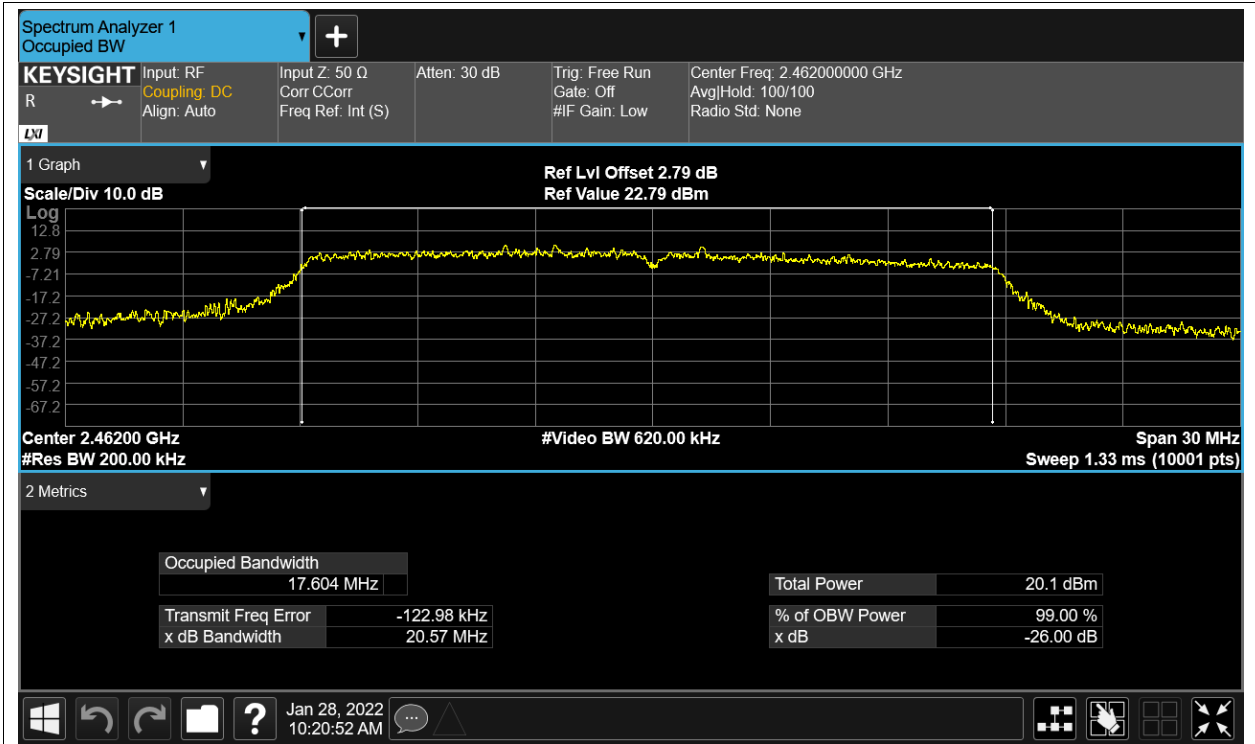 Spectrum Analyzer 1
Occupied BW
KEYSIGHT Input: RF Input Z: 50 Ω Atten: 30 dB Trig: Free Run Center Freq: 2.462000000 GHz
R Coupling: DC Corr CCorr Gate: Off Avg|Hold: 100/100
Align: Auto Freq Ref: Int (S) #IF Gain: Low Radio Std: None
LXI
1 Graph
Ref Lvl Offset 2.79 dB
Scale/Div 10.0 dB Ref Value 22.79 dBm
Log
12.8
2.79
-7.21
-17.2
-27.2
-37.2
-47.2
-57.2
-67.2
Center 2.46200 GHz #Video BW 620.00 kHz Span 30 MHz
#Res BW 200.00 kHz Sweep 1.33 ms (10001 pts)
2 Metrics
Occupied Bandwidth
17.604 MHz Total Power 20.1 dBm
Transmit Freq Error -122.98 kHz % of OBW Power 99.00 %
x dB Bandwidth 20.57 MHz x dB -26.00 dB
? Jan 28, 2022
10:20:52 AM